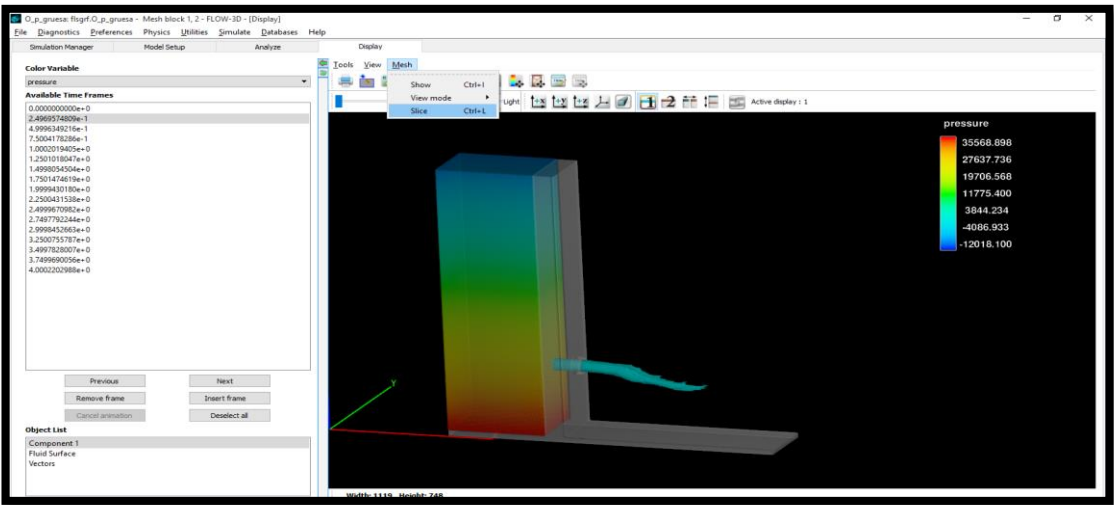 O_p_gruesa: flsgrf.O_p_gruesa - Mesh block 1, 2 - FLOW-3D - [Display]
File Diagnostics Preferences Physics Utilities Simulate Databases Help
Simulation Manager Model Setup Analyze Display
Color Variable
pressure
Available Time Frames
0.0000000000e+0
2.4969574809e-1
4.9996349216e-1
7.5004178286e-1
1.0002019405e+0
1.2501018047e+0
1.4998054504e+0
1.7501474619e+0
1.9999430180e+0
2.2500431538e+0
2.4999670982e+0
2.7497792244e+0
2.9998452663e+0
3.2500755787e+0
3.4997828007e+0
3.7499690056e+0
4.0002202988e+0
Previous Next
Remove frame Insert frame
Cancel animation Deselect all
Object List
Component 1
Fluid Surface
Vectors
Tools View Mesh
Show Ctrl+I
View mode
Slice Ctrl+L
Light
Active display : 1
pressure
35568.898
27637.736
19706.568
11775.400
3844.234
-4086.933
-12018.100
Y
Width: 1119 Height: 748